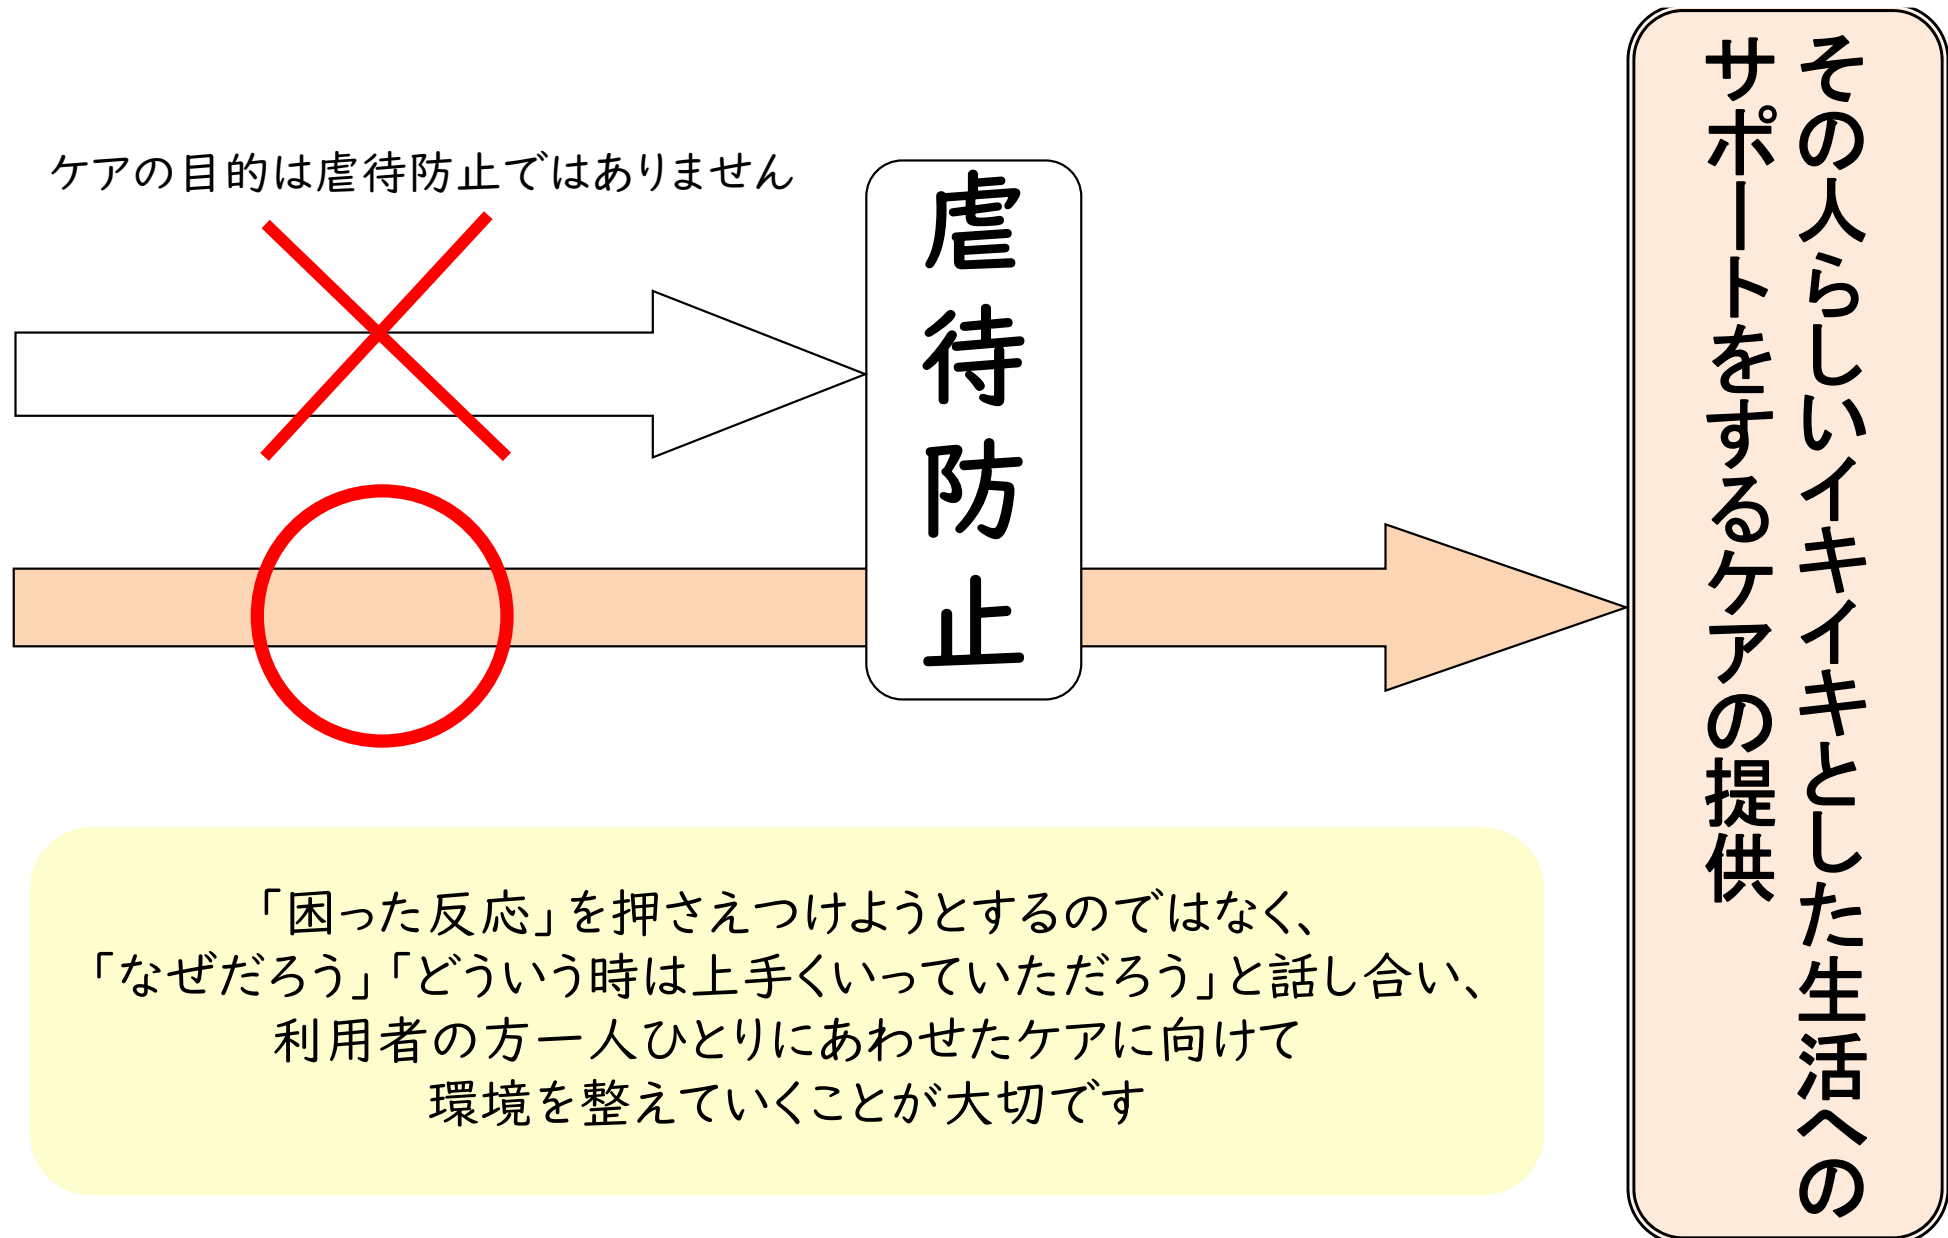 ケアの目的は虐待防止ではありません
虐待防止
その人らしいイキイキとした生活への
サポートをするケアの提供
「困った反応」を押さえつけようとするのではなく、
「なぜだろう」「どういう時は上手くいっていただろう」と話し合い、
利用者の方一人ひとりにあわせたケアに向けて
環境を整えていくことが大切です